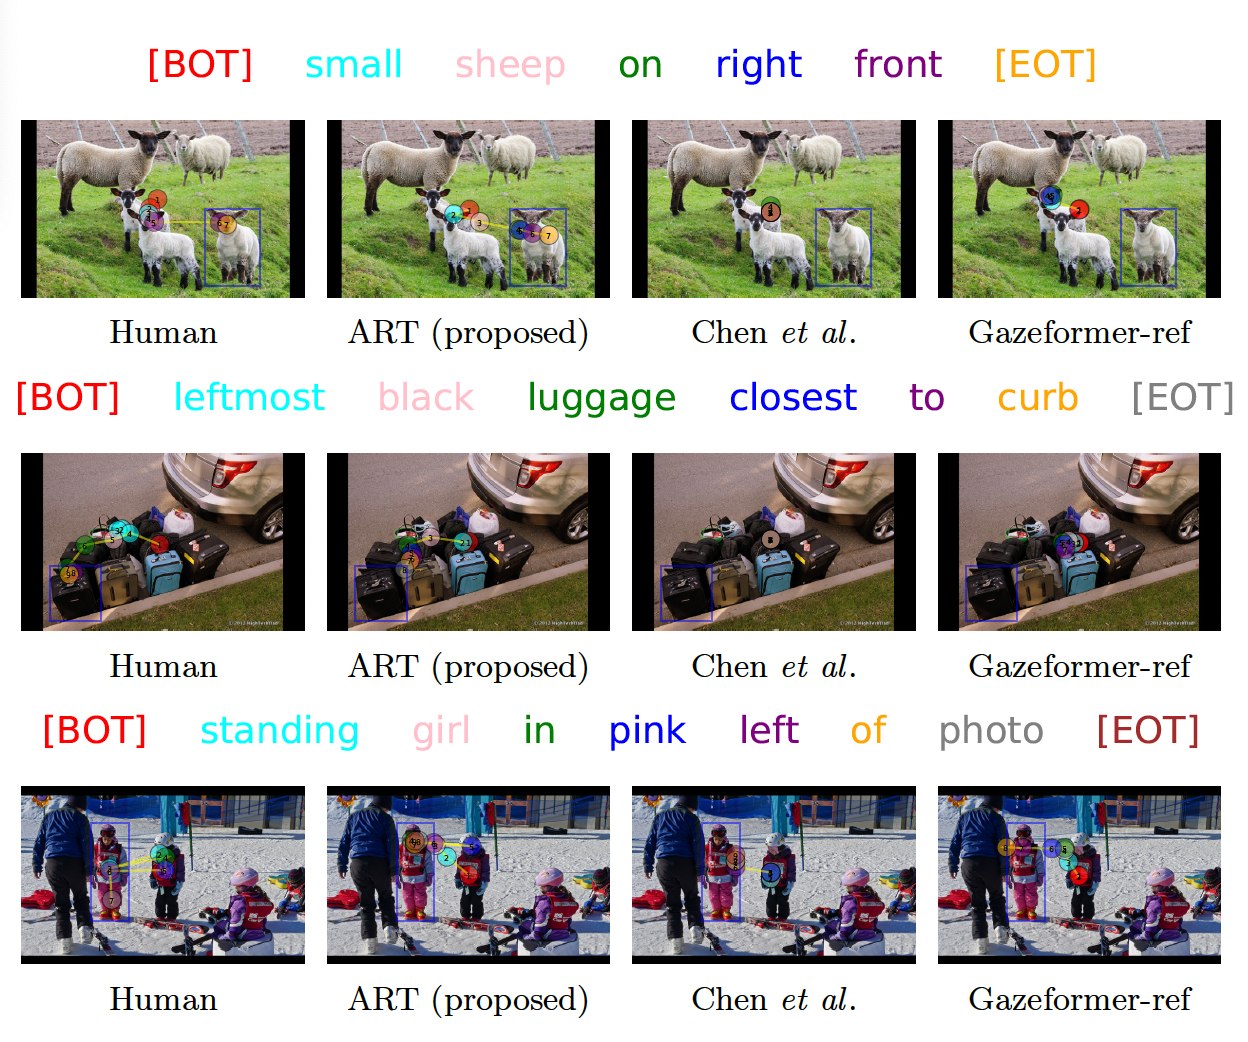 [BOT] small sheep on right front [EOT]
Human ART (proposed) Chen et al. Gazeformer-ref
[BOT] leftmost black luggage closest to curb [EOT]
Human ART (proposed) Chen et al. Gazeformer-ref
[BOT] standing girl in pink left of photo [EOT]
Human ART (proposed) Chen et al. Gazeformer-ref